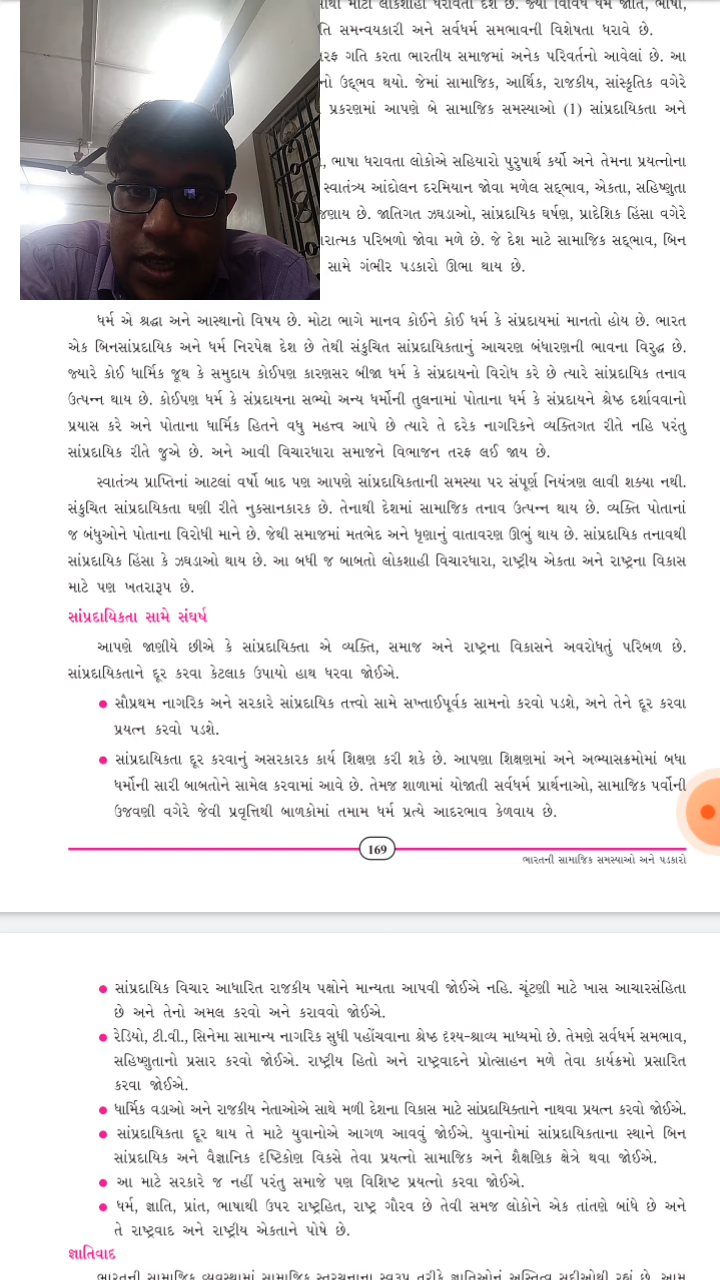 મોટી લોકશાહી ધરાવતો દેશ છે. જ્યાં વિવિધ ધર્મ જાતિ, ભાષા,
સમન્વયકારી અને સર્વધર્મ સમભાવની વિશેષતા ધરાવે છે.
ગતિ કરતા ભારતીય સમાજમાં અનેક પરિવર્તનો આવેલાં છે. આ
ઉદ્ભવ થયો. જેમાં સામાજિક, આર્થિક, રાજકીય, સાંસ્કૃતિક વગેરે
પ્રકરણમાં આપણે બે સામાજિક સમસ્યાઓ (1) સાંપ્રદાયિકતા અને
ભાષા ધરાવતા લોકોએ સહિયારો પુરુષાર્થ કર્યો અને તેમના પ્રયત્નોના
સ્વાતંત્ર્ય આંદોલન દરમિયાન જોવા મળેલ સદ્ભાવ, એકતા, સહિષ્ણુતા
જણાય છે. જાતિગત ઝઘડાઓ, સાંપ્રદાયિક ઘર્ષણ, પ્રાદેશિક હિંસા વગેરે
પરિબળો જોવા મળે છે. જે દેશ માટે સામાજિક સદ્ભાવ, બિન
સામે ગંભીર પડકારો ઊભા થાય છે.
ધર્મ એ શ્રદ્ધા અને આસ્થાનો વિષય છે. મોટા ભાગે માનવ કોઈને કોઈ ધર્મ કે સંપ્રદાયમાં માનતો હોય છે. ભારત
એક બિનસાંપ્રદાયિક અને ધર્મ નિરપેક્ષ દેશ છે તેથી સંકુચિત સાંપ્રદાયિકતાનું આચરણ બંધારણની ભાવના વિરુદ્ધ છે.
જ્યારે કોઈ ધાર્મિક જૂથ કે સમુદાય કોઈપણ કારણસર બીજા ધર્મ કે સંપ્રદાયનો વિરોધ કરે છે ત્યારે સાંપ્રદાયિક તનાવ
ઉત્પન્ન થાય છે. કોઈપણ ધર્મ કે સંપ્રદાયના સભ્યો અન્ય ધર્મોની તુલનામાં પોતાના ધર્મ કે સંપ્રદાયને શ્રેષ્ઠ દર્શાવવાનો
પ્રયાસ કરે અને પોતાના ધાર્મિક હિતને વધુ મહત્ત્વ આપે છે ત્યારે તે દરેક નાગરિકને વ્યક્તિગત રીતે નહિ પરંતુ
સાંપ્રદાયિક રીતે જુએ છે. અને આવી વિચારધારા સમાજને વિભાજન તરફ લઈ જાય છે.
સ્વાતંત્ર્ય પ્રાપ્તિનાં આટલાં વર્ષો બાદ પણ આપણે સાંપ્રદાયિકતાની સમસ્યા પર સંપૂર્ણ નિયંત્રણ લાવી શક્યા નથી.
સંકુચિત સાંપ્રદાયિકતા ઘણી રીતે નુકસાનકારક છે. તેનાથી દેશમાં સામાજિક તનાવ ઉત્પન્ન થાય છે. વ્યક્તિ પોતાનાં
જ બંધુઓને પોતાના વિરોધી માને છે. જેથી સમાજમાં મતભેદ અને ધૃણાનું વાતાવરણ ઊભું થાય છે. સાંપ્રદાયિક તનાવથી
સાંપ્રદાયિક હિંસા કે ઝઘડાઓ થાય છે. આ બધી જ બાબતો લોકશાહી વિચારધારા, રાષ્ટ્રીય એકતા અને રાષ્ટ્રના વિકાસ
માટે પણ ખતરારૂપ છે.
સાંપ્રદાયિકતા સામે સંઘર્ષ
આપણે જાણીયે છીએ કે સાંપ્રદાયિક્તા એ વ્યક્તિ, સમાજ અને રાષ્ટ્રના વિકાસને અવરોધતું પરિબળ છે.
સાંપ્રદાયિકતાને દૂર કરવા કેટલાક ઉપાયો હાથ ધરવા જોઈએ.
● સૌપ્રથમ નાગરિક અને સરકારે સાંપ્રદાયિક તત્ત્વો સામે સખ્તાઈપૂર્વક સામનો કરવો પડશે, અને તેને દૂર કરવા
પ્રયત્ન કરવો પડશે.
● સાંપ્રદાયિકતા દૂર કરવાનું અસરકારક કાર્ય શિક્ષણ કરી શકે છે. આપણા શિક્ષણમાં અને અભ્યાસક્રમોમાં બધા
ધર્મોની સારી બાબતોને સામેલ કરવામાં આવે છે. તેમજ શાળામાં યોજાતી સર્વધર્મ પ્રાર્થનાઓ, સામાજિક પર્વોની
ઉજવણી વગેરે જેવી પ્રવૃત્તિથી બાળકોમાં તમામ ધર્મ પ્રત્યે આદરભાવ કેળવાય છે.
169
ભારતની સામાજિક સમસ્યાઓ અને પડકારો
● સાંપ્રદાયિક વિચાર આધારિત રાજકીય પક્ષોને માન્યતા આપવી જોઈએ નહિ. ચૂંટણી માટે ખાસ આચારસંહિતા
છે અને તેનો અમલ કરવો અને કરાવવો જોઈએ.
● રેડિયો, ટી.વી., સિનેમા સામાન્ય નાગરિક સુધી પહોંચવાના શ્રેષ્ઠ દૃશ્ય-શ્રાવ્ય માધ્યમો છે. તેમણે સર્વધર્મ સમભાવ,
સહિષ્ણુતાનો પ્રસાર કરવો જોઈએ. રાષ્ટ્રીય હિતો અને રાષ્ટ્રવાદને પ્રોત્સાહન મળે તેવા કાર્યક્રમો પ્રસારિત
કરવા જોઈએ.
● ધાર્મિક વડાઓ અને રાજકીય નેતાઓએ સાથે મળી દેશના વિકાસ માટે સાંપ્રદાયિક્તાને નાથવા પ્રયત્ન કરવો જોઈએ.
● સાંપ્રદાયિકતા દૂર થાય તે માટે યુવાનોએ આગળ આવવું જોઈએ. યુવાનોમાં સાંપ્રદાયિકતાના સ્થાને બિન
સાંપ્રદાયિક અને વૈજ્ઞાનિક દૃષ્ટિકોણ વિકસે તેવા પ્રયત્નો સામાજિક અને શૈક્ષણિક ક્ષેત્રે થવા જોઈએ.
● આ માટે સરકારે જ નહીં પરંતુ સમાજે પણ વિશિષ્ટ પ્રયત્નો કરવા જોઈએ.
● ધર્મ, જ્ઞાતિ, પ્રાંત, ભાષાથી ઉપર રાષ્ટ્રહિત, રાષ્ટ્ર ગૌરવ છે તેવી સમજ લોકોને એક તાંતણે બાંધે છે અને
તે રાષ્ટ્રવાદ અને રાષ્ટ્રીય એકતાને પોષે છે.
જ્ઞાતિવાદ
ભારતની સામાજિક વ્યવસ્થામાં સામાજિક સ્તરચનાના સ્વરૂપ તરીકે જ્ઞાતિઓનું અસ્તિત્વ સદીઓથી રહ્યાં છે. આમ